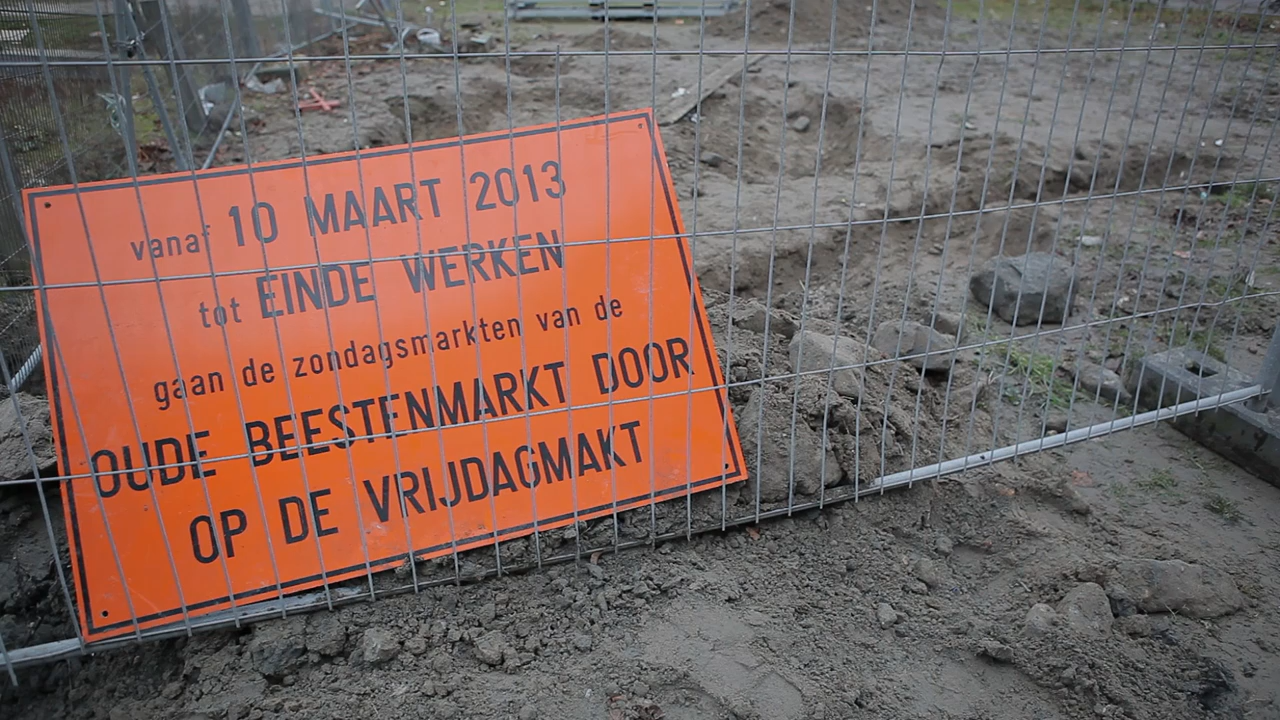 vanaf 10 MAART 2013
tot EINDE WERKEN
gaan de zondagsmarkten van de
OUDE BEESTENMARKT DOOR
OP DE VRIJDAGMAKT